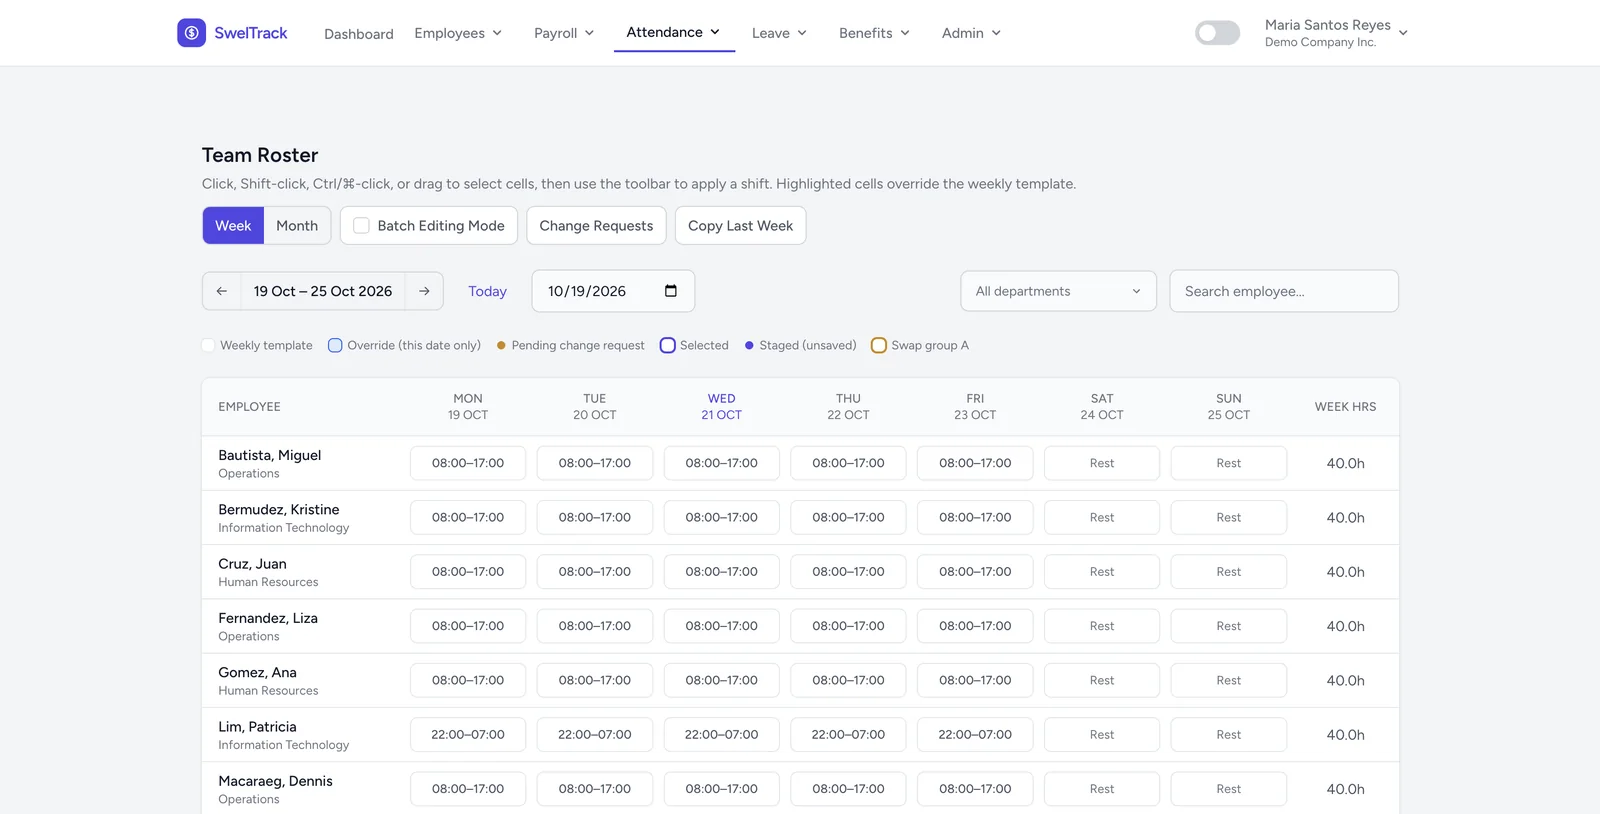 SwelTrack
Dashboard Employees Payroll Attendance Leave Benefits Admin
Maria Santos Reyes
Demo Company Inc.
Team Roster
Click, Shift-click, Ctrl/⌘-click, or drag to select cells, then use the toolbar to apply a shift. Highlighted cells override the weekly template.
Week Month Batch Editing Mode Change Requests Copy Last Week
← 19 Oct – 25 Oct 2026 → Today 10/19/2026 All departments Search employee...
Weekly template Override (this date only) Pending change request Selected Staged (unsaved) Swap group A
EMPLOYEE MON TUE WED THU FRI SAT SUN WEEK HRS
19 OCT 20 OCT 21 OCT 22 OCT 23 OCT 24 OCT 25 OCT
Bautista, Miguel 08:00–17:00 08:00–17:00 08:00–17:00 08:00–17:00 08:00–17:00 Rest Rest 40.0h
Operations
Bermudez, Kristine 08:00–17:00 08:00–17:00 08:00–17:00 08:00–17:00 08:00–17:00 Rest Rest 40.0h
Information Technology
Cruz, Juan 08:00–17:00 08:00–17:00 08:00–17:00 08:00–17:00 08:00–17:00 Rest Rest 40.0h
Human Resources
Fernandez, Liza 08:00–17:00 08:00–17:00 08:00–17:00 08:00–17:00 08:00–17:00 Rest Rest 40.0h
Operations
Gomez, Ana 08:00–17:00 08:00–17:00 08:00–17:00 08:00–17:00 08:00–17:00 Rest Rest 40.0h
Human Resources
Lim, Patricia 22:00–07:00 22:00–07:00 22:00–07:00 22:00–07:00 22:00–07:00 Rest Rest 40.0h
Information Technology
Macaraeg, Dennis 08:00–17:00 08:00–17:00 08:00–17:00 08:00–17:00 08:00–17:00 Rest Rest 40.0h
Operations